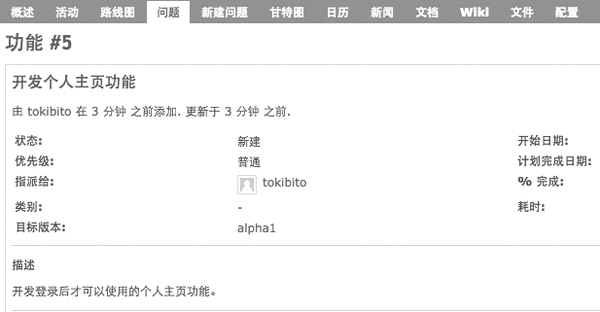 概述 活动 路线图 问题 新建问题 甘特图 日历 新闻 文档 Wiki 文件 配置
功能 #5
开发个人主页功能
由 tokibito 在 3 分钟 之前添加. 更新于 3 分钟 之前.
状态: 新建 开始日期:
优先级: 普通 计划完成日期:
指派给: tokibito % 完成:
类别: - 耗时:
目标版本: alpha1
描述
开发登录后才可以使用的个人主页功能。